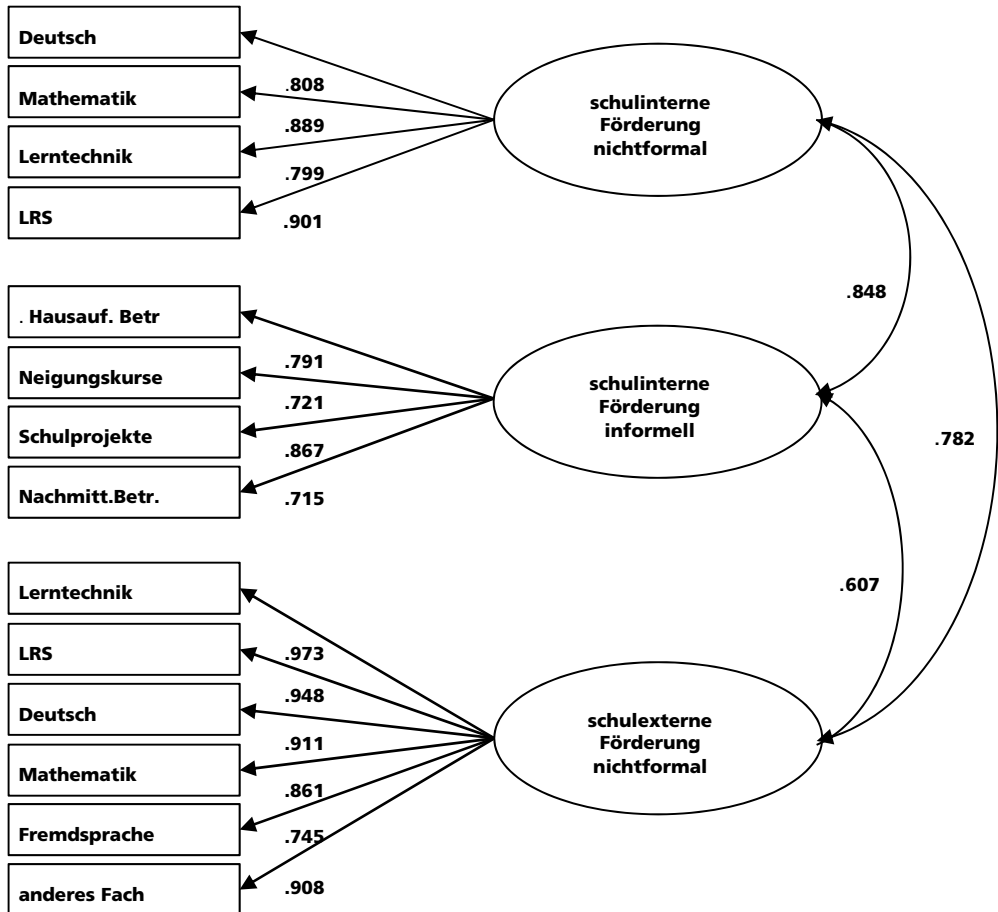 Deutsch
Mathematik
Lerntechnik
LRS
.808
.889
.799
.901
schulinterne
Förderung
nichtformal
. Hausauf. Betr
Neigungskurse
Schulprojekte
Nachmitt.Betr.
.791
.721
.867
.715
schulinterne
Förderung
informell
.848
.782
.607
Lerntechnik
LRS
Deutsch
Mathematik
Fremdsprache
anderes Fach
.973
.948
.911
.861
.745
.908
schulexterne
Förderung
nichtformal